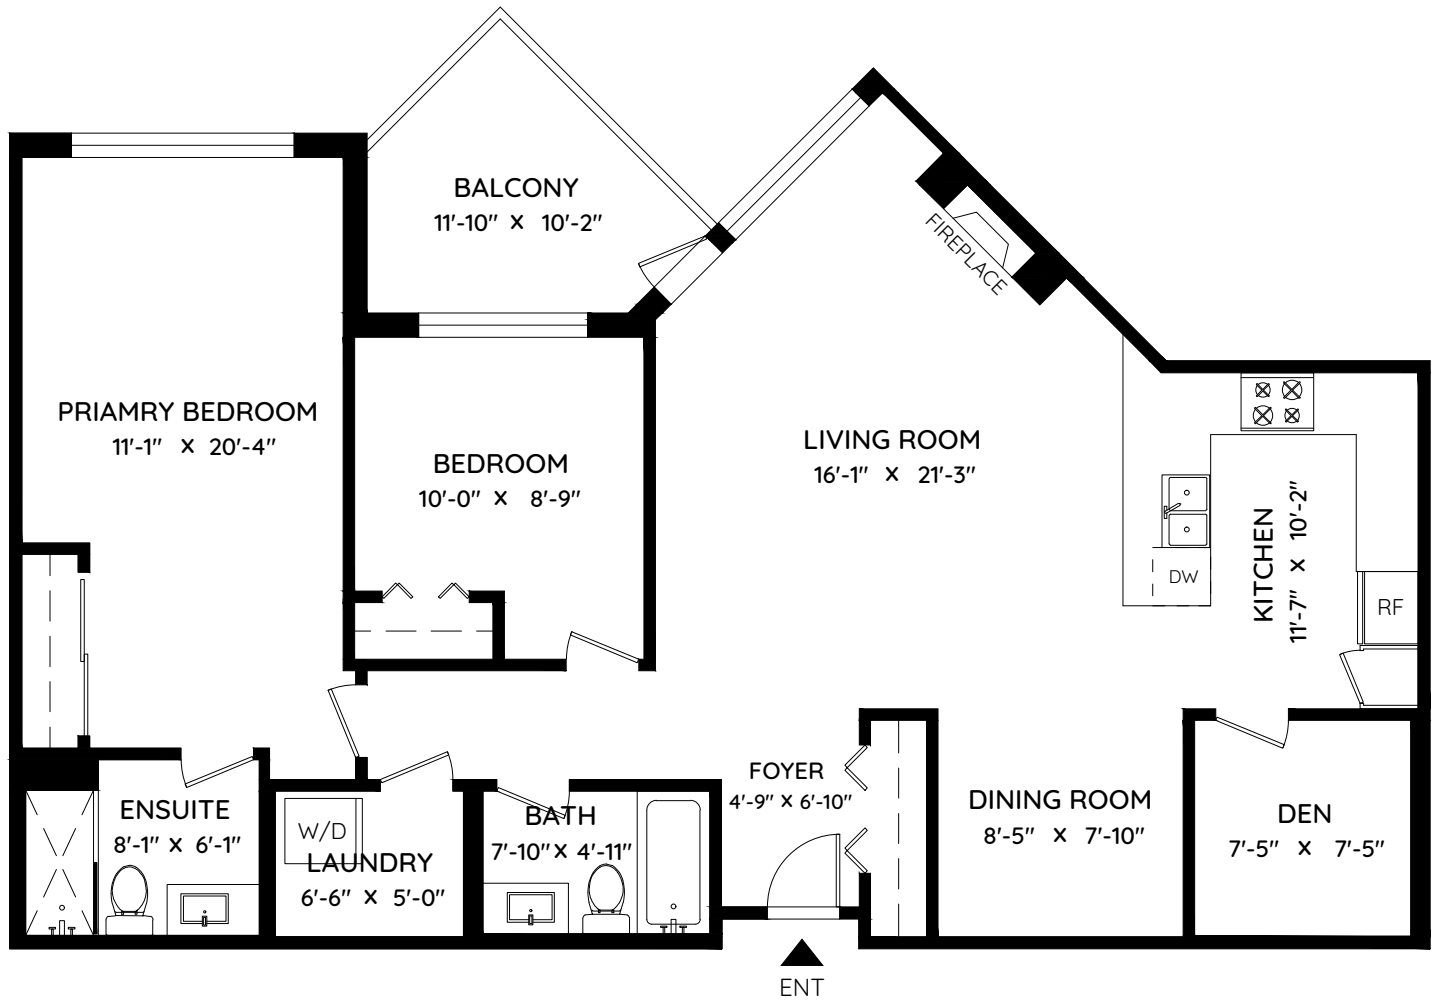 BALCONY
11'-10" X 10'-2"
FIREPLACE
PRIAMRY BEDROOM
11'-1" X 20'-4"
BEDROOM
10'-0" X 8'-9"
LIVING ROOM
16'-1" X 21'-3"
KITCHEN
11'-7" X 10'-2"
DW
RF
FOYER
4'-9" X 6'-10"
ENSUITE
8'-1" X 6'-1"
W/D
LAUNDRY
6'-6" X 5'-0"
BATH
7'-10" X 4'-11"
DINING ROOM
8'-5" X 7'-10"
DEN
7'-5" X 7'-5"
ENT